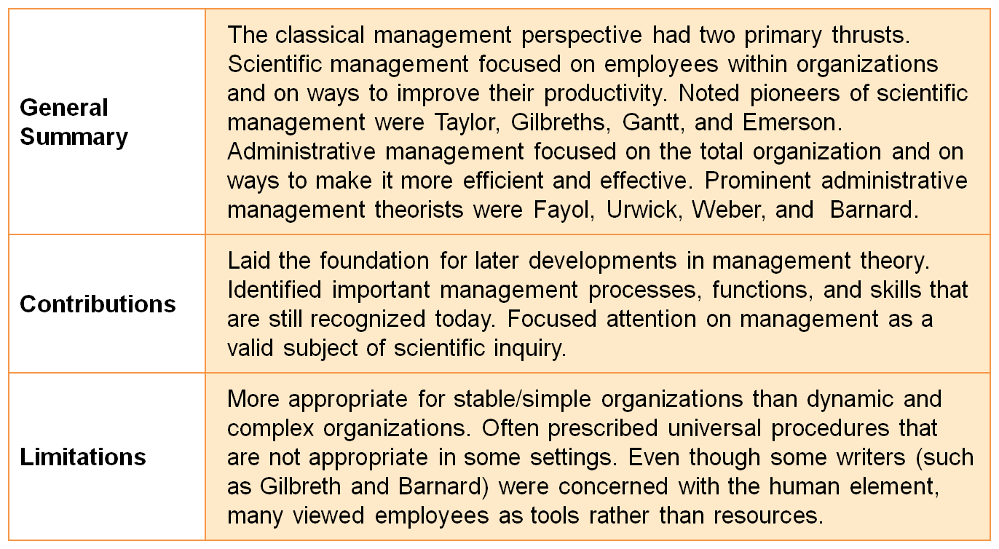 General
Summary
The classical management perspective had two primary thrusts.
Scientific management focused on employees within organizations
and on ways to improve their productivity. Noted pioneers of scientific
management were Taylor, Gilbreths, Gantt, and Emerson.
Administrative management focused on the total organization and on
ways to make it more efficient and effective. Prominent administrative
management theorists were Fayol, Urwick, Weber, and Barnard.
Contributions
Laid the foundation for later developments in management theory.
Identified important management processes, functions, and skills that
are still recognized today. Focused attention on management as a
valid subject of scientific inquiry.
Limitations
More appropriate for stable/simple organizations than dynamic and
complex organizations. Often prescribed universal procedures that
are not appropriate in some settings. Even though some writers (such
as Gilbreth and Barnard) were concerned with the human element,
many viewed employees as tools rather than resources.